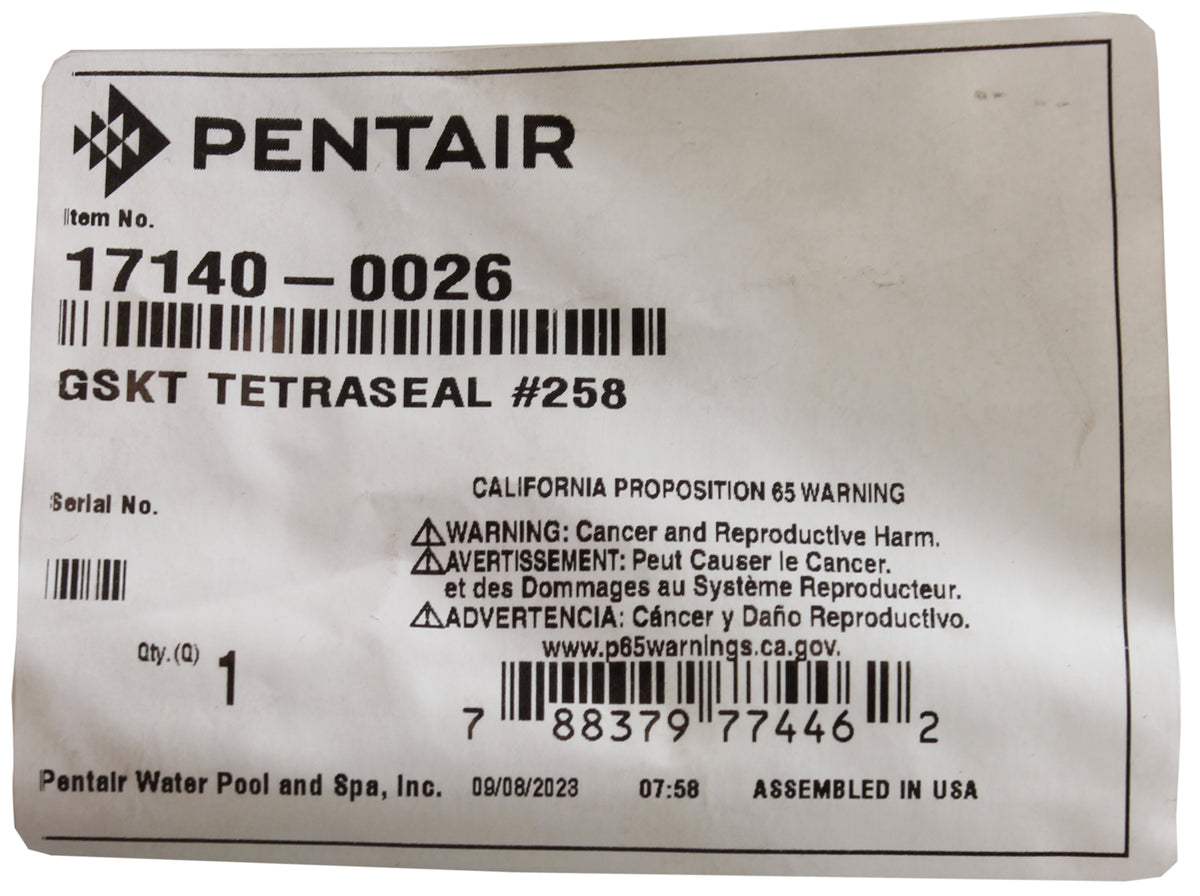 PENTAIR
Item No.
17140-0026
GSKT TETRASEAL #258
Serial No.
CALIFORNIA PROPOSITION 65 WARNING
WARNING: Cancer and Reproductive Harm.
AVERTISSEMENT: Peut Causer le Cancer.
et des Dommages au Système Reproducteur.
ADVERTENCIA: Cáncer y Daño Reproductivo.
www.p65warnings.ca.gov.
Qty.(Q) 1
7 88379 77446 2
Pentair Water Pool and Spa, Inc. 09/08/2023 07:58 ASSEMBLED IN USA